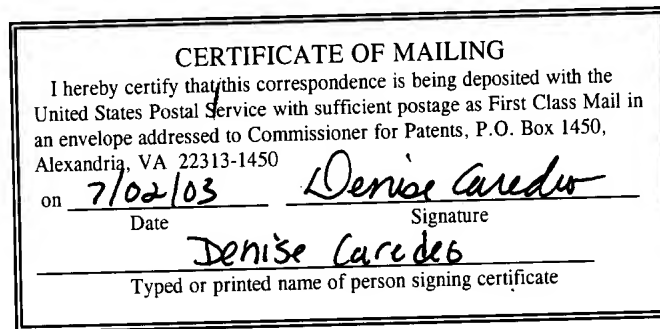 CERTIFICATE OF MAILING
I hereby certify that this correspondence is being deposited with the
United States Postal Service with sufficient postage as First Class Mail in
an envelope addressed to Commissioner for Patents, P.O. Box 1450,
Alexandria, VA 22313-1450
on 7/02/03 Denise
Date Signature
Denise
Typed or printed name of person signing certificate